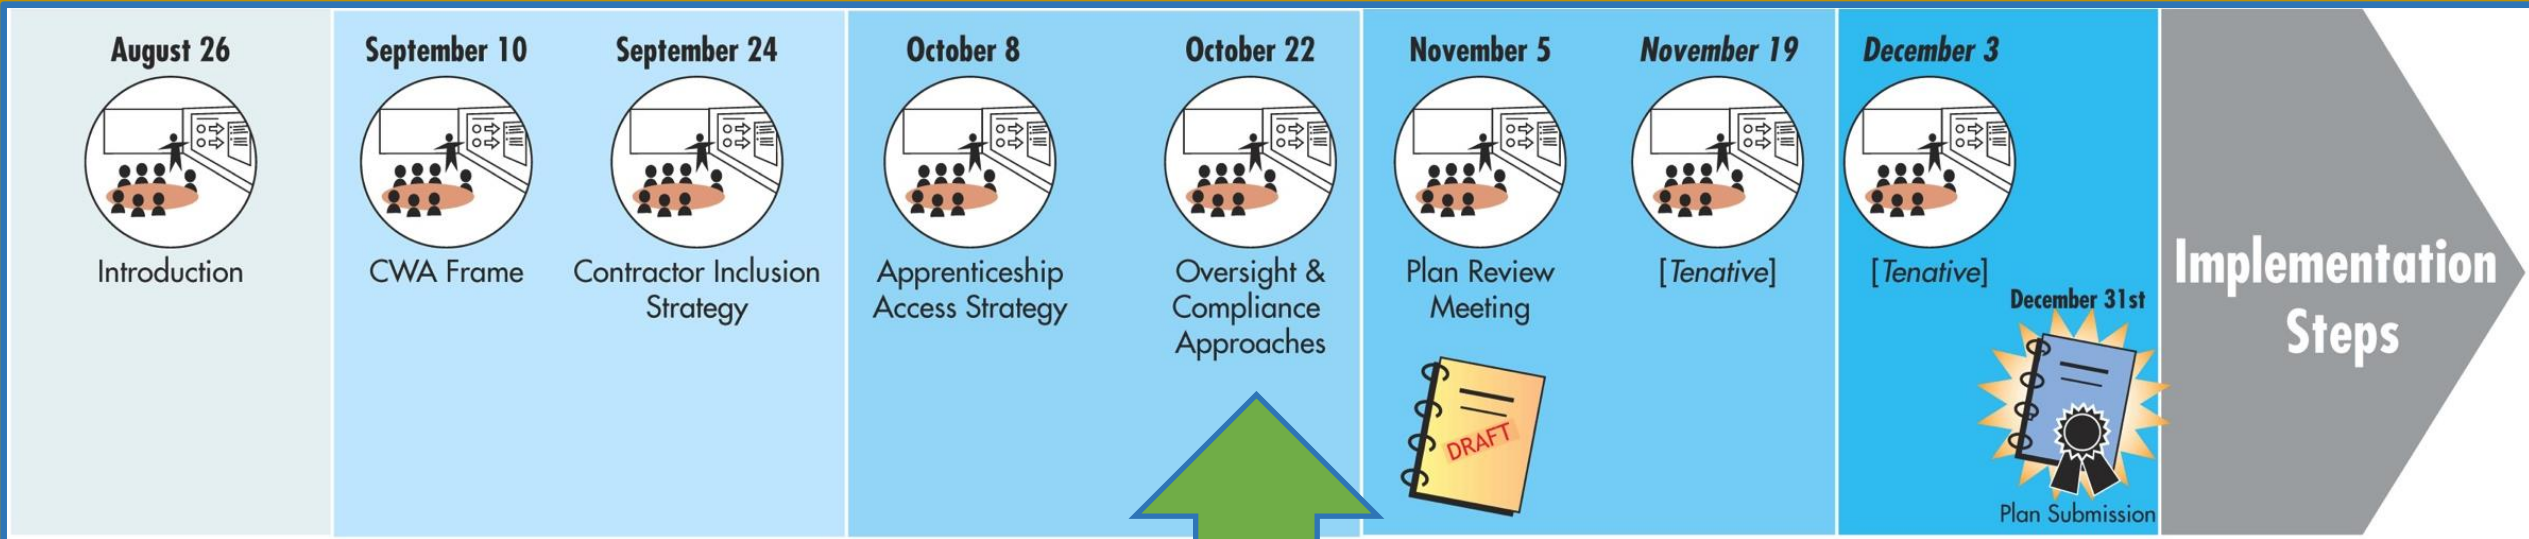 August 26
Introduction
September 10
CWA Frame
September 24
Contractor Inclusion
Strategy
October 8
Apprenticeship
Access Strategy
October 22
Oversight &
Compliance
Approaches
November 5
Plan Review
Meeting
DRAFT
November 19
[Tenative]
December 3
[Tenative]
December 31st
Plan Submission
Implementation
Steps